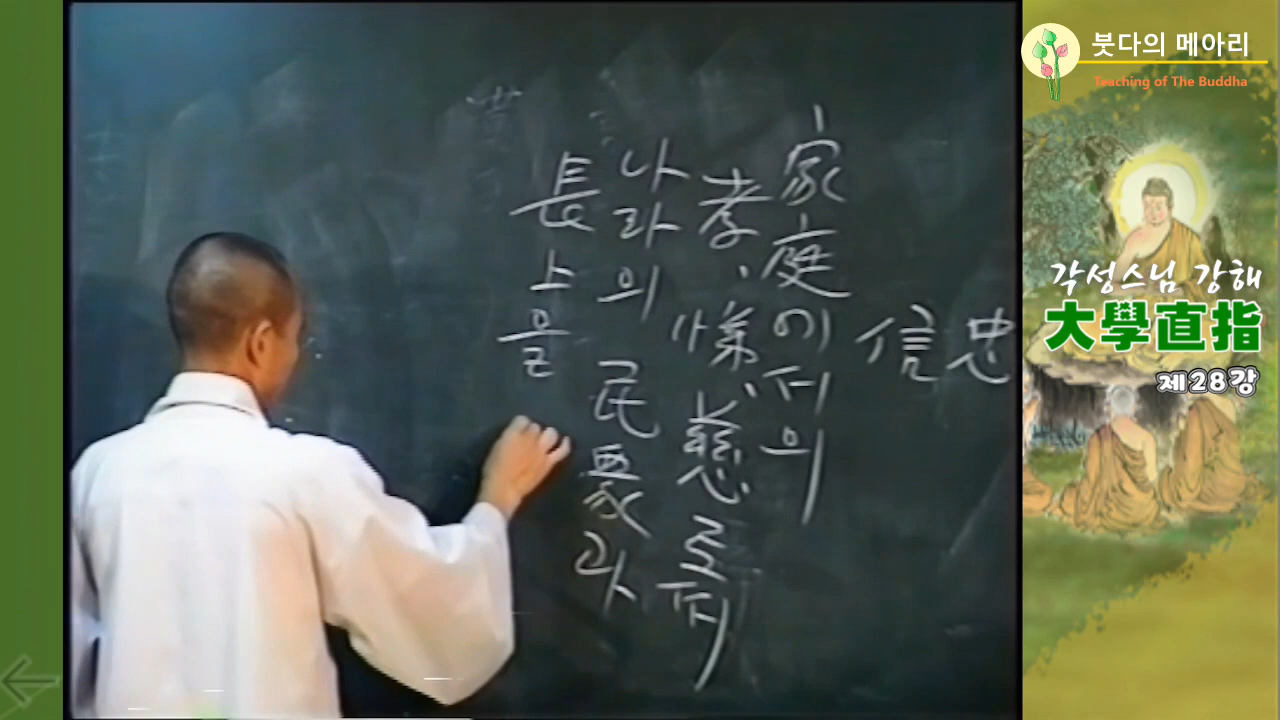 忠信
家庭에서의
孝、悌、慈로써
나라의 民衆과
長上을
붓다의 메아리
Teaching of The Buddha
각성스님 강해
大學直指
제28강